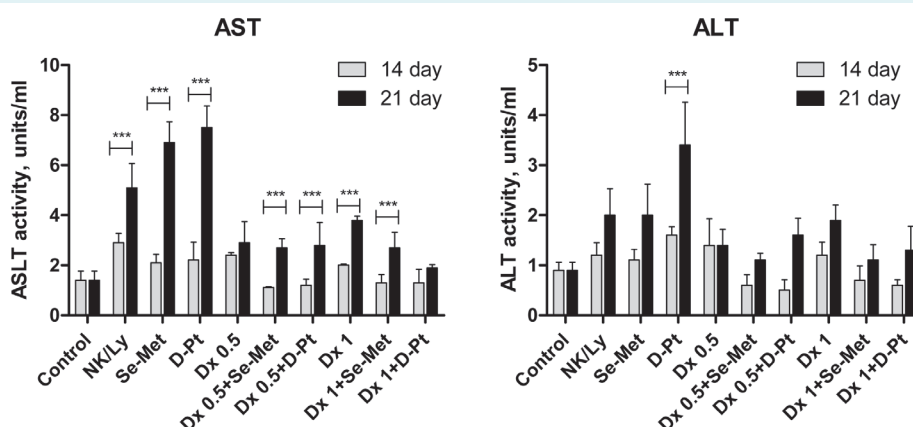 AST
ALT
ASLT activity, units/ml
10
8
6
4
2
0
14 day
21 day
***
***
***
***
***
***
***
Control
NK/Ly
Se-Met
D-Pt
Dx 0.5
Dx 0.5+Se-Met
Dx 0.5+D-Pt
Dx 1
Dx 1+Se-Met
Dx 1+D-Pt
ALT activity, units/ml
5
4
3
2
1
0
14 day
21 day
***
Control
NK/Ly
Se-Met
D-Pt
Dx 0.5
Dx 0.5+Se-Met
Dx 0.5+D-Pt
Dx 1
Dx 1+Se-Met
Dx 1+D-Pt